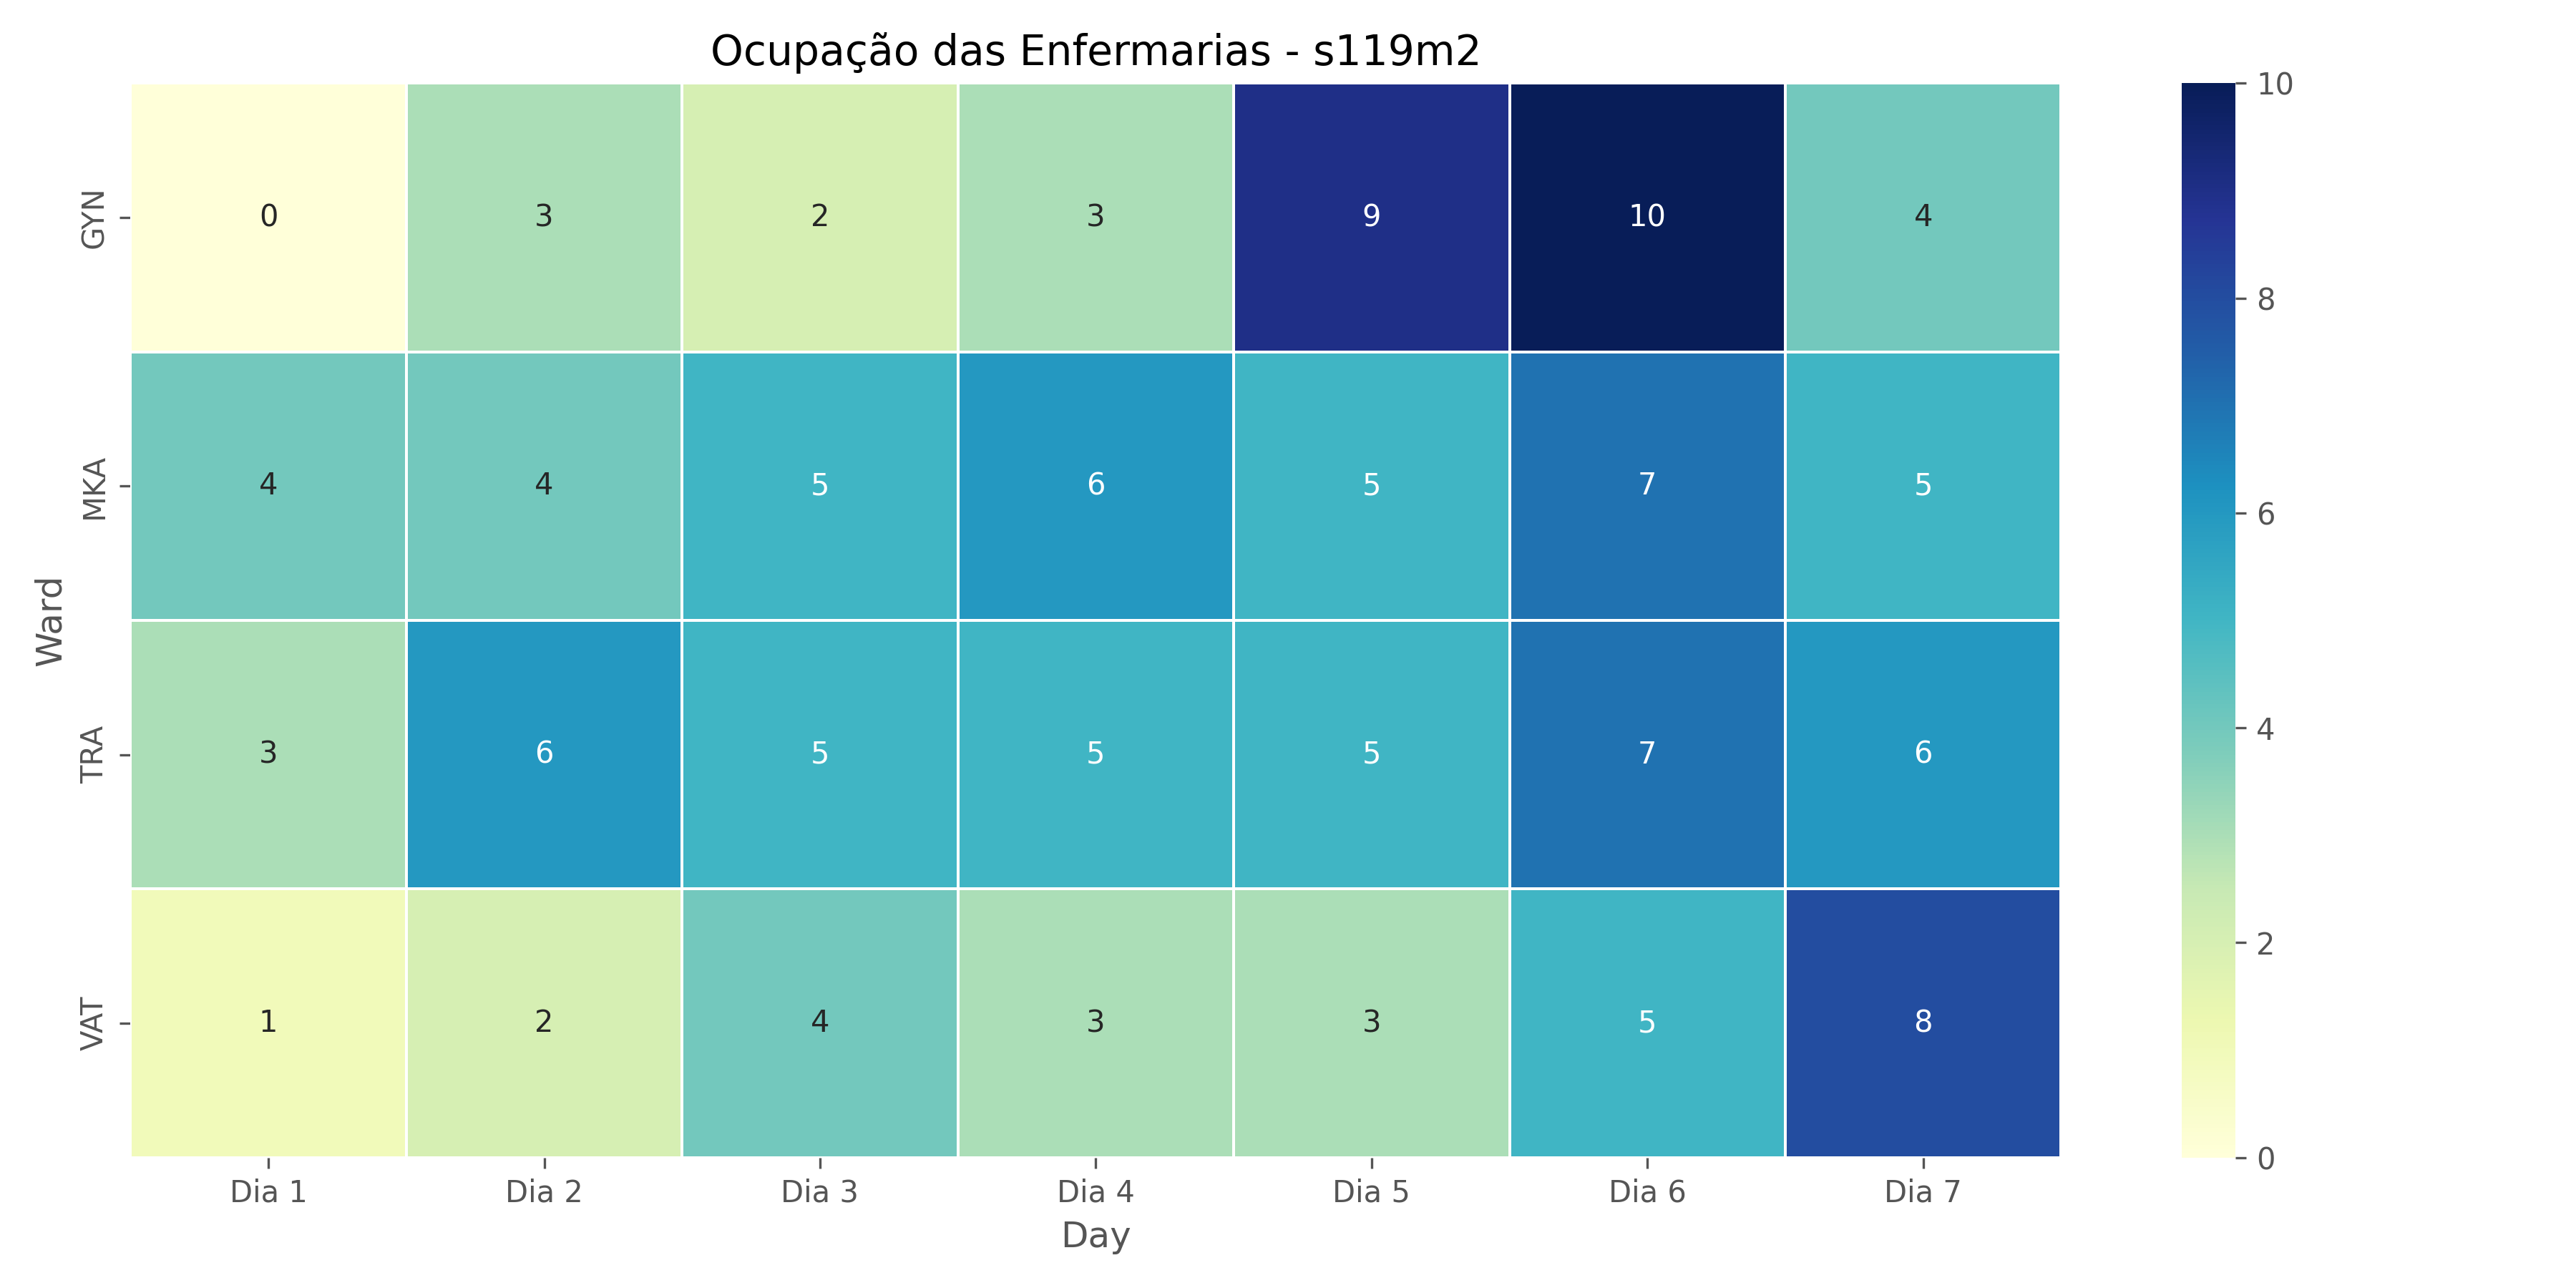 Ocupação das Enfermarias - s119m2
GYN 0 3 2 3 9 10 4
MKA 4 4 5 6 5 7 5
TRA 3 6 5 5 5 7 6
VAT 1 2 4 3 3 5 8
Ward
Dia 1 Dia 2 Dia 3 Dia 4 Dia 5 Dia 6 Dia 7
Day
10
8
6
4
2
0